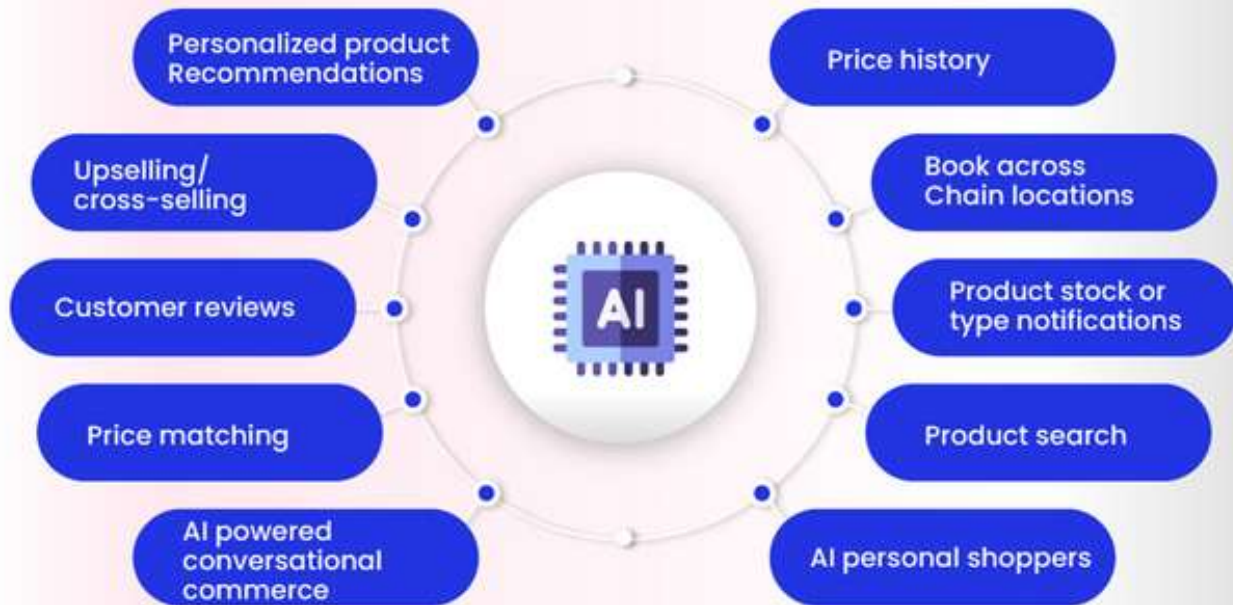 Personalized product
Recommendations
Upselling/
cross-selling
Customer reviews
Price matching
AI powered
conversational
commerce
AI
Price history
Book across
Chain locations
Product stock or
type notifications
Product search
AI personal shoppers